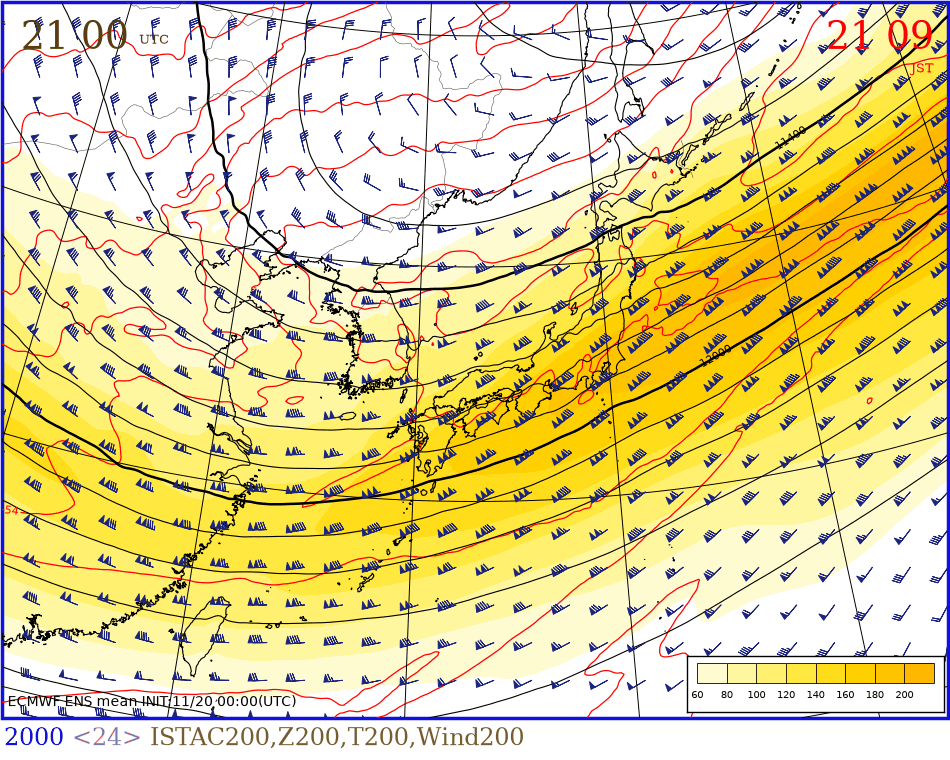 21 00 UTC
21 09
JST
11400
12000
-54
ECMWF ENS mean INIT:11/20 00:00(UTC)
60 80 100 120 140 160 180 200
2000 <24> ISTAC200,Z200,T200,Wind200